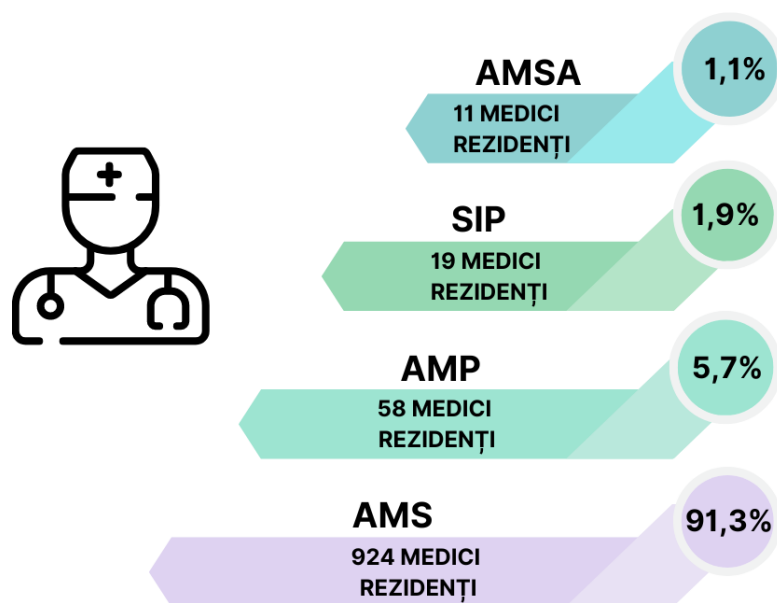 AMSA
1,1%
11 MEDICI
REZIDENȚI
SIP
1,9%
19 MEDICI
REZIDENȚI
AMP
5,7%
58 MEDICI
REZIDENȚI
AMS
91,3%
924 MEDICI
REZIDENȚI